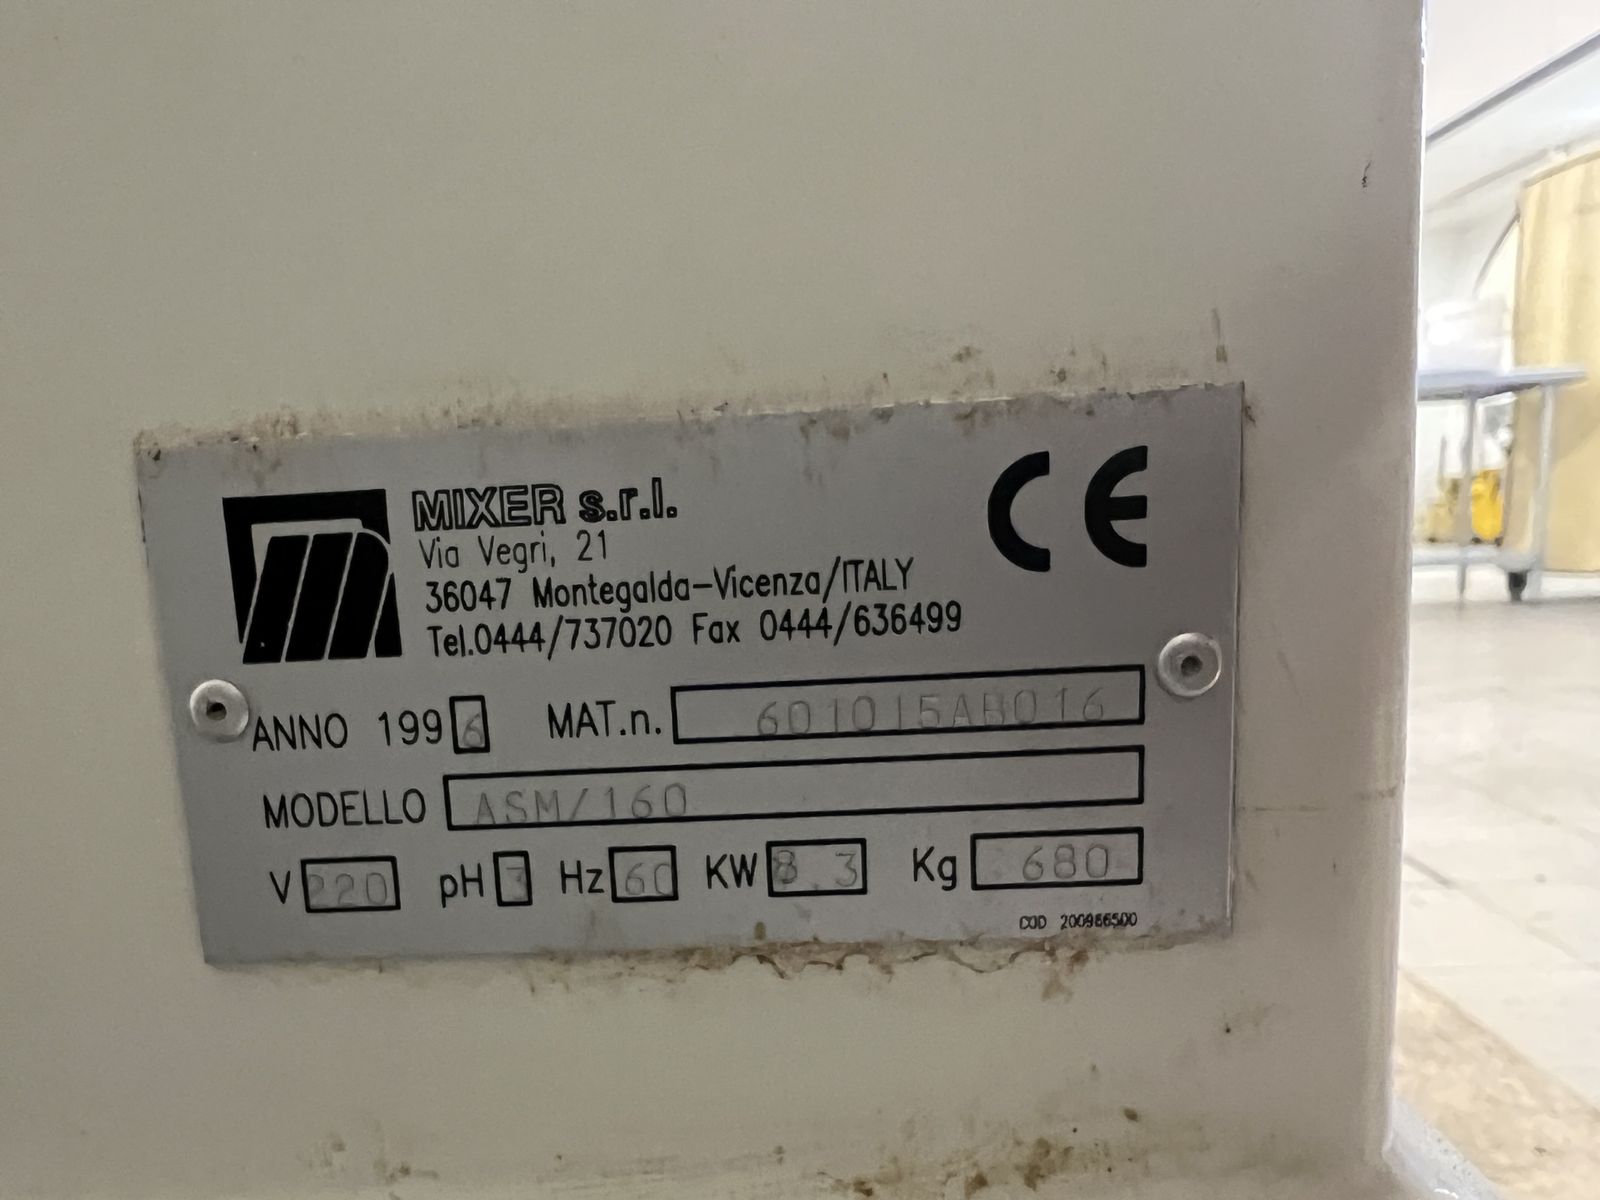 MIXER s.r.l.
Via Vegri, 21
36047 Montegalda-Vicenza/ITALY
Tel.0444/737020 Fax 0444/636499
CE
ANNO 1996 MAT.n. 601015AB016
MODELLO ASM/160
V 220 pH 3 Hz 60 KW 8.3 Kg 680
COD 200986500